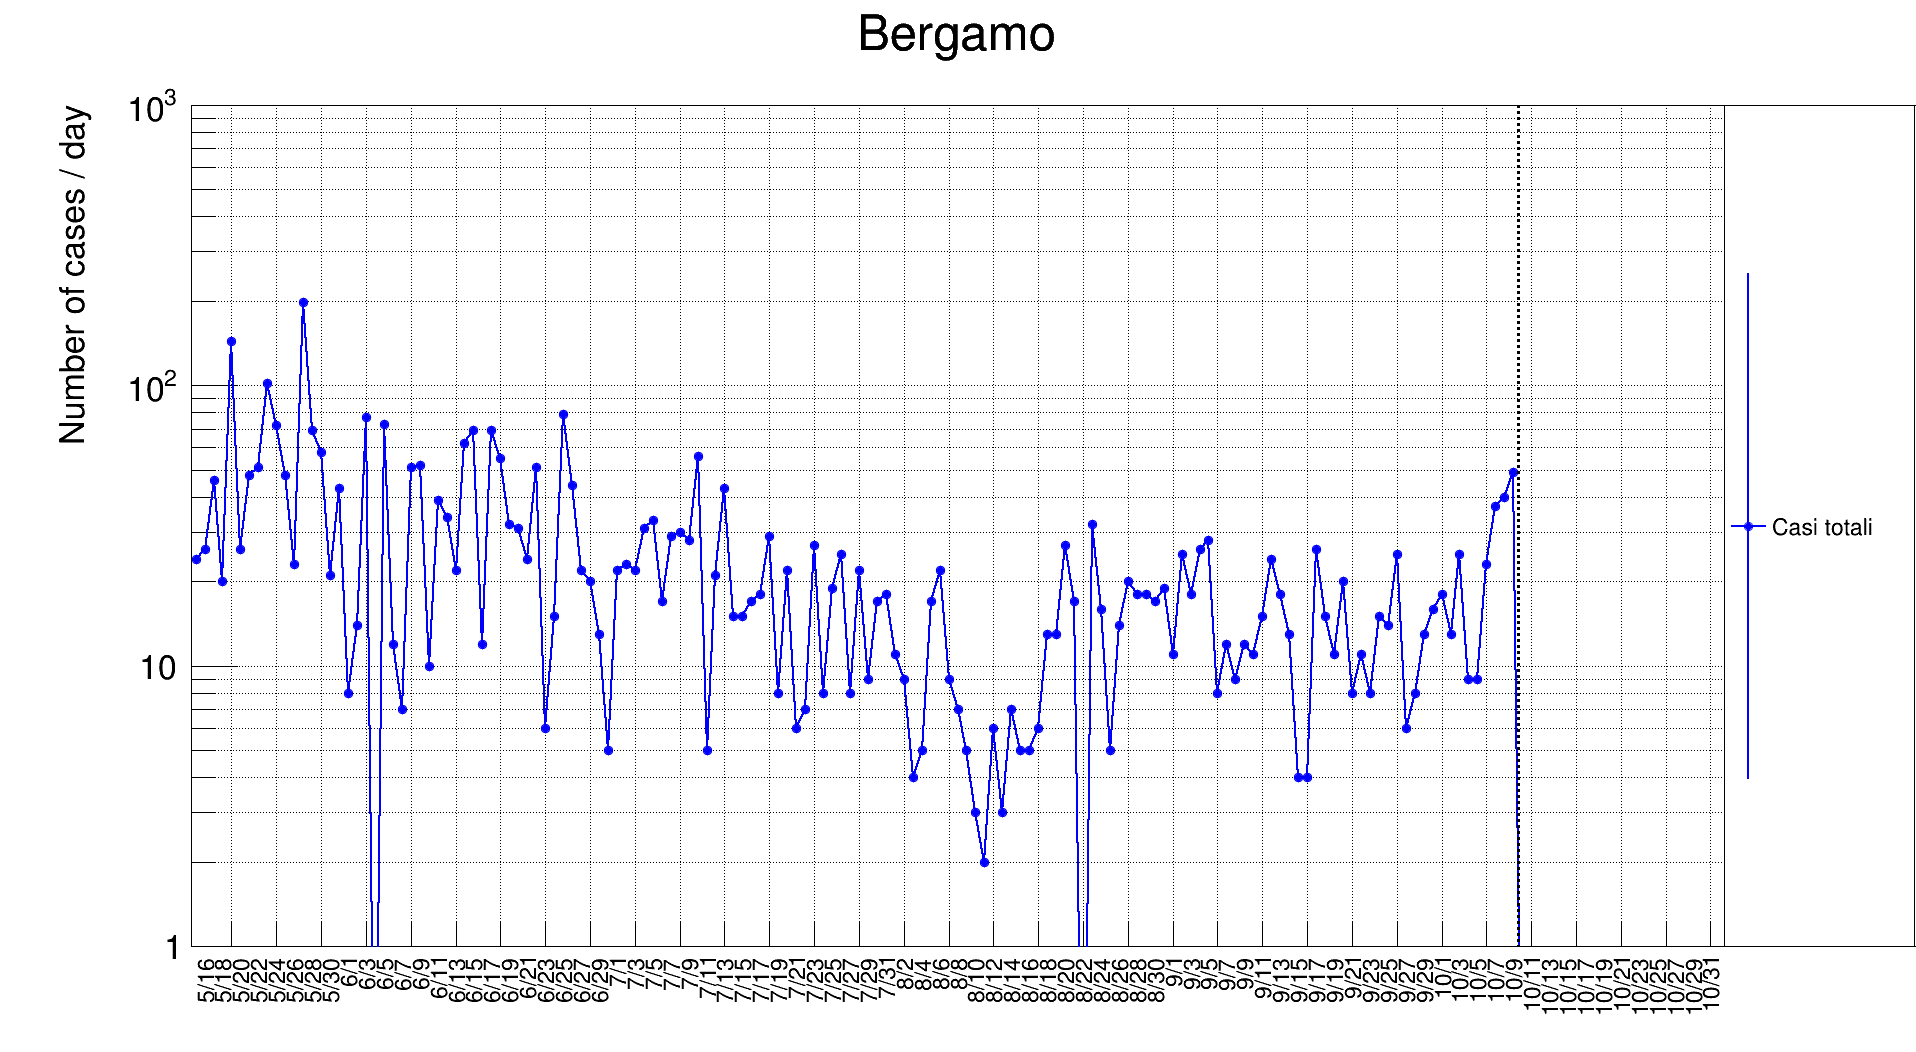 Bergamo
Number of cases / day
10³
10²
10
1
5/16 5/18 5/20 5/22 5/24 5/26 5/28 5/30 6/1 6/3 6/5 6/7 6/9 6/11 6/13 6/15 6/17 6/19 6/21 6/23 6/25 6/27 6/29 7/1 7/3 7/5 7/7 7/9 7/11 7/13 7/15 7/17 7/19 7/21 7/23 7/25 7/27 7/29 7/31 8/2 8/4 8/6 8/8 8/10 8/12 8/14 8/16 8/18 8/20 8/22 8/24 8/26 8/28 8/30 9/1 9/3 9/5 9/7 9/9 9/11 9/13 9/15 9/17 9/19 9/21 9/23 9/25 9/27 9/29 10/1 10/3 10/5 10/7 10/9 10/11 10/13 10/15 10/17 10/19 10/21 10/23 10/25 10/27 10/29 10/31
Casi totali